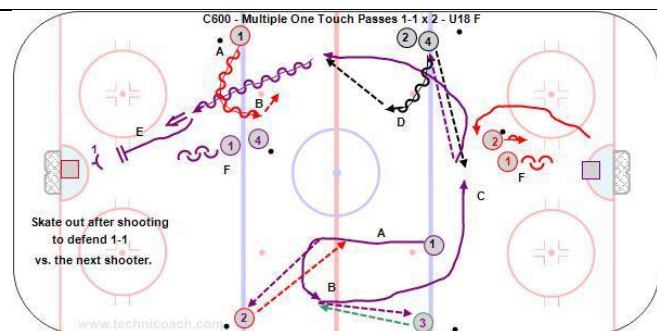 C600 - Multiple One Touch Passes 1-1 x 2 - U18 F
1
A
2
4
B
D
E
1
1
4
F
2
1
F
C
Skate out after shooting
to defend 1-1
vs. the next shooter.
A
1
B
2
3
www.technicoach.com